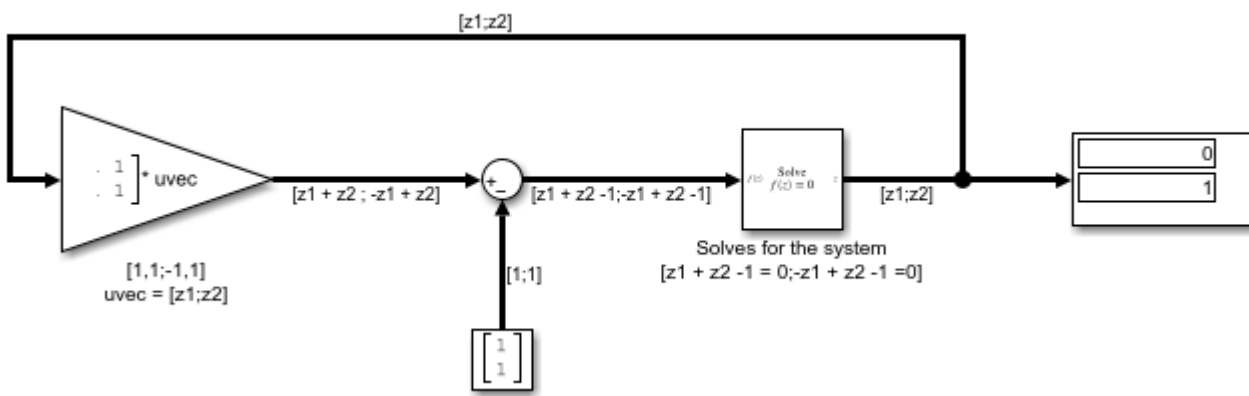 [z1;z2]
. 1
. 1
]* uvec
[z1 + z2 ; -z1 + z2]
+
−
[z1 + z2 -1;-z1 + z2 -1]
f(z)
Solve
f(z) = 0
z
[z1;z2]
0
1
[1,1;-1,1]
uvec = [z1;z2]
[1;1]
Solves for the system
[z1 + z2 -1 = 0;-z1 + z2 -1 =0]
1
1